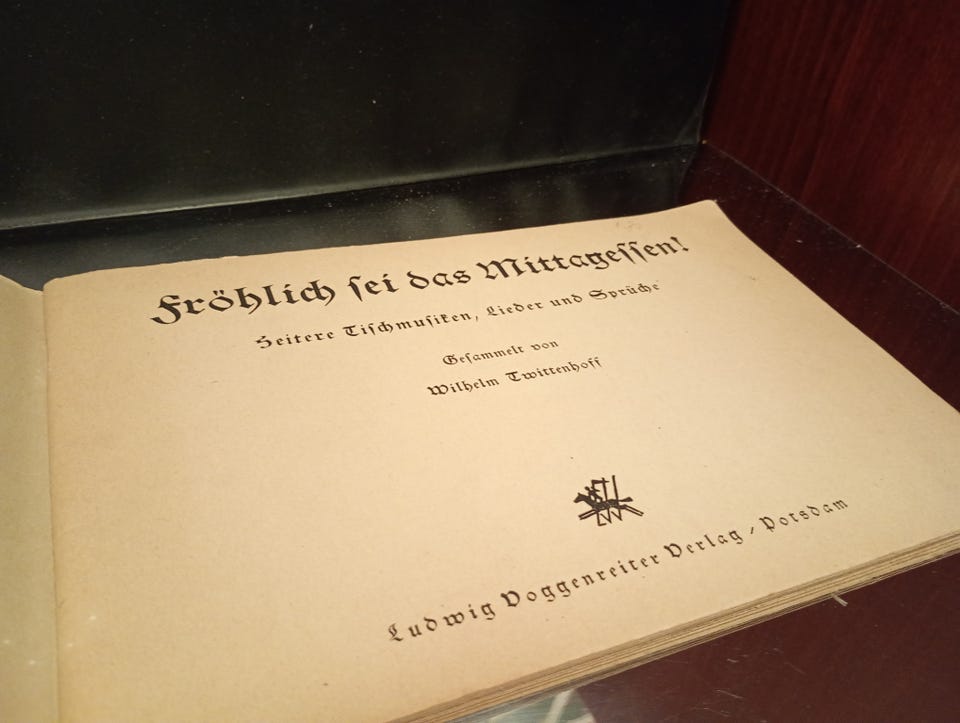 Fröhlich sei das Mittagessen!
Heitere Tischmusiken, Lieder und Sprüche
Gesammelt von
Wilhelm Twittenhoff
Ludwig Voggenreiter Verlag / Potsdam